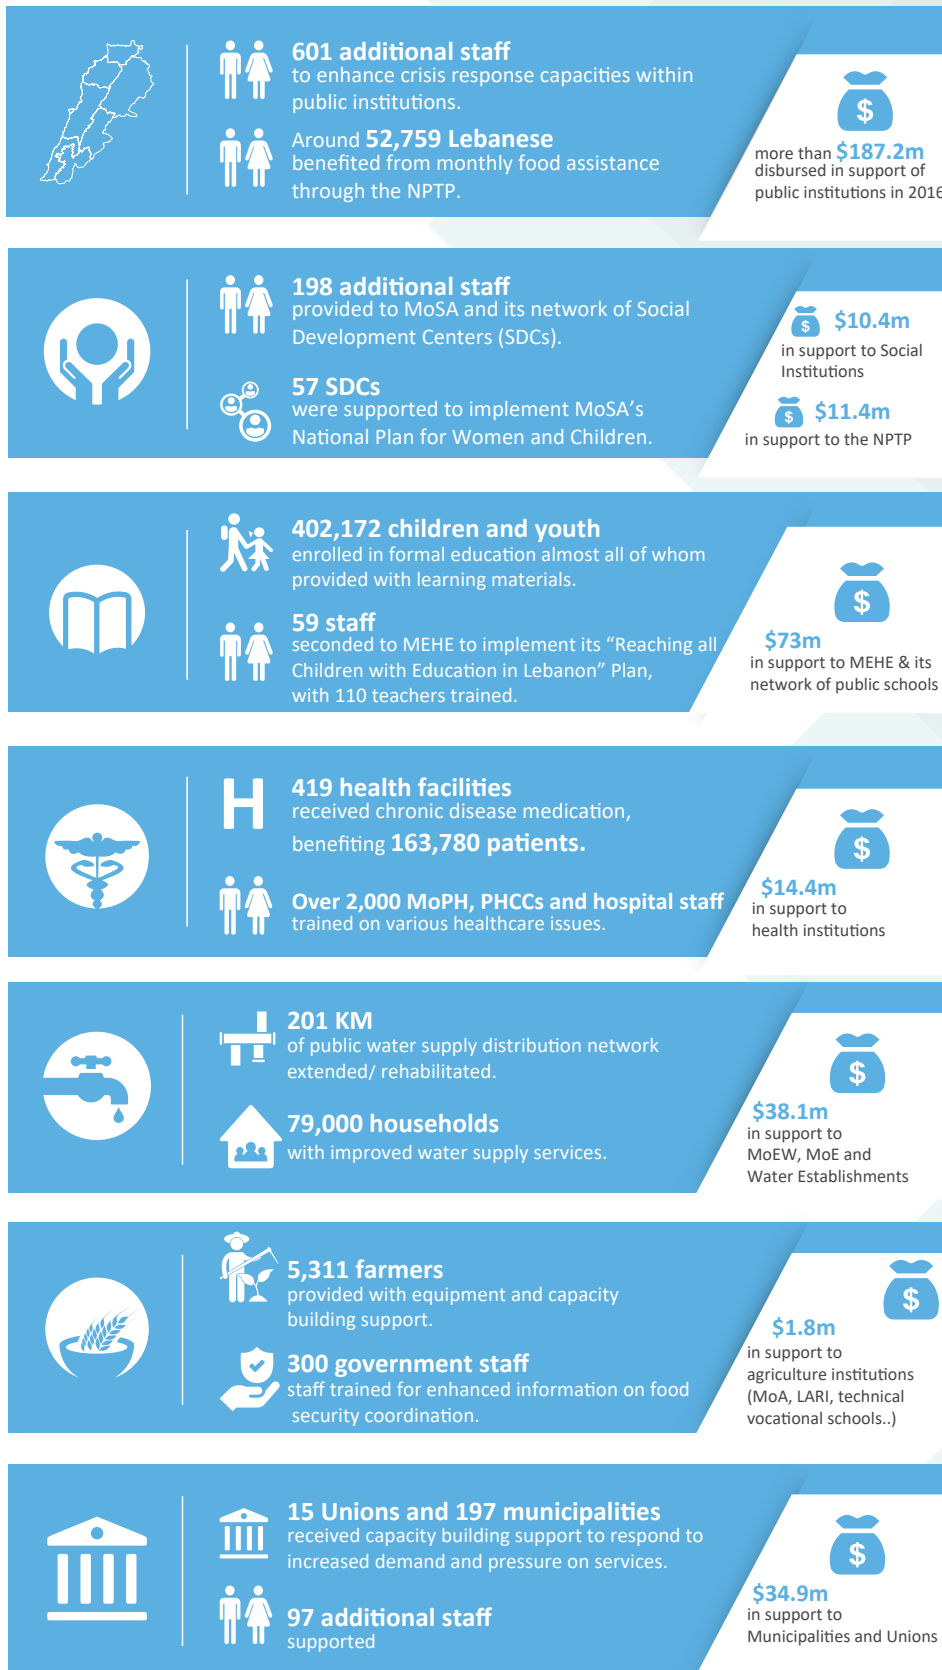 601 additional staff
to enhance crisis response capacities within
public institutions.
Around 52,759 Lebanese
benefited from monthly food assistance
through the NPTP.
$
more than $187.2m
disbursed in support of
public institutions in 2016
198 additional staff
provided to MoSA and its network of Social
Development Centers (SDCs).
57 SDCs
were supported to implement MoSA's
National Plan for Women and Children.
$ $10.4m
in support to Social
Institutions
$ $11.4m
in support to the NPTP
402,172 children and youth
enrolled in formal education almost all of whom
provided with learning materials.
59 staff
seconded to MEHE to implement its “Reaching all
Children with Education in Lebanon” Plan,
with 110 teachers trained.
$
$73m
in support to MEHE & its
network of public schools
H
419 health facilities
received chronic disease medication,
benefiting 163,780 patients.
Over 2,000 MoPH, PHCCs and hospital staff
trained on various healthcare issues.
$
$14.4m
in support to
health institutions
201 KM
of public water supply distribution network
extended/ rehabilitated.
79,000 households
with improved water supply services.
$
$38.1m
in support to
MoEW, MoE and
Water Establishments
5,311 farmers
provided with equipment and capacity
building support.
300 government staff
staff trained for enhanced information on food
security coordination.
$
$1.8m
in support to
agriculture institutions
(MoA, LARI, technical
vocational schools..)
15 Unions and 197 municipalities
received capacity building support to respond to
increased demand and pressure on services.
97 additional staff
supported
$
$34.9m
in support to
Municipalities and Unions